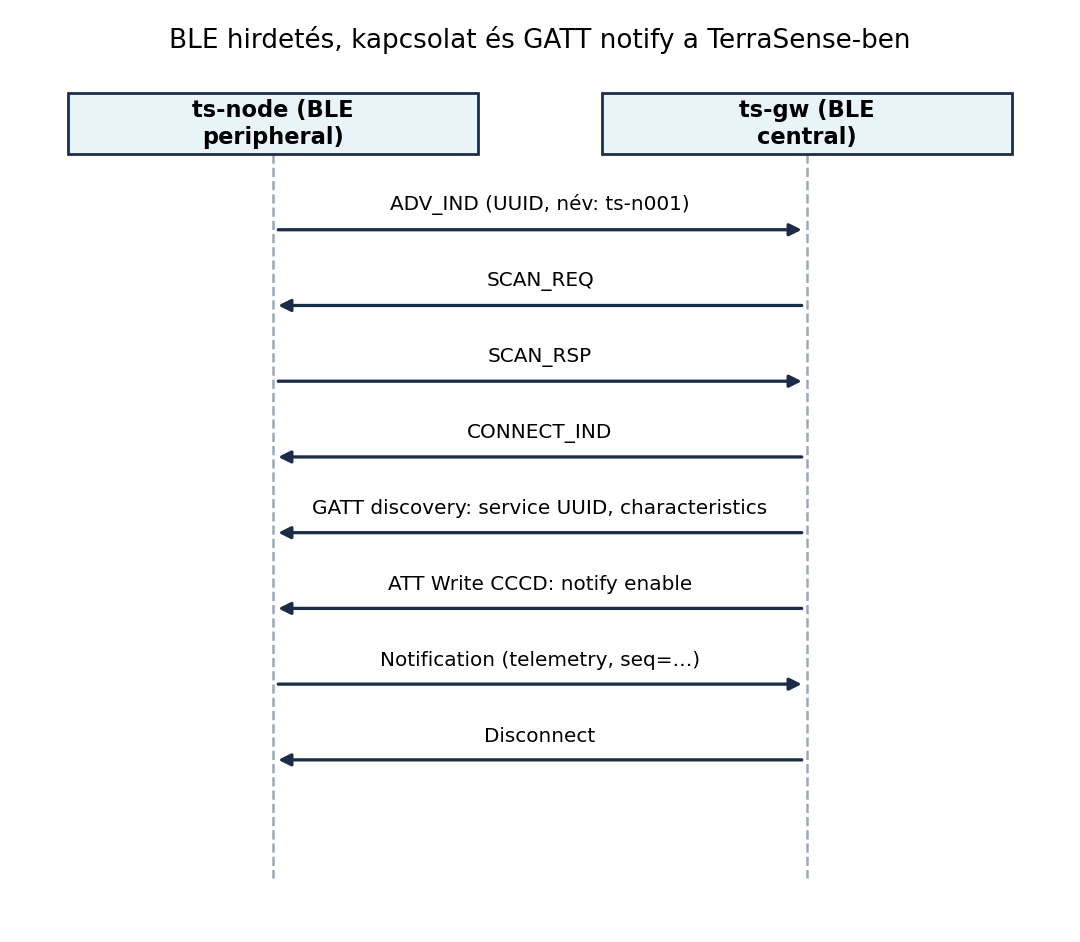 BLE hirdetés, kapcsolat és GATT notify a TerraSense-ben
ts-node (BLE
peripheral)
ts-gw (BLE
central)
ADV_IND (UUID, név: ts-n001)
SCAN_REQ
SCAN_RSP
CONNECT_IND
GATT discovery: service UUID, characteristics
ATT Write CCCD: notify enable
Notification (telemetry, seq=…)
Disconnect